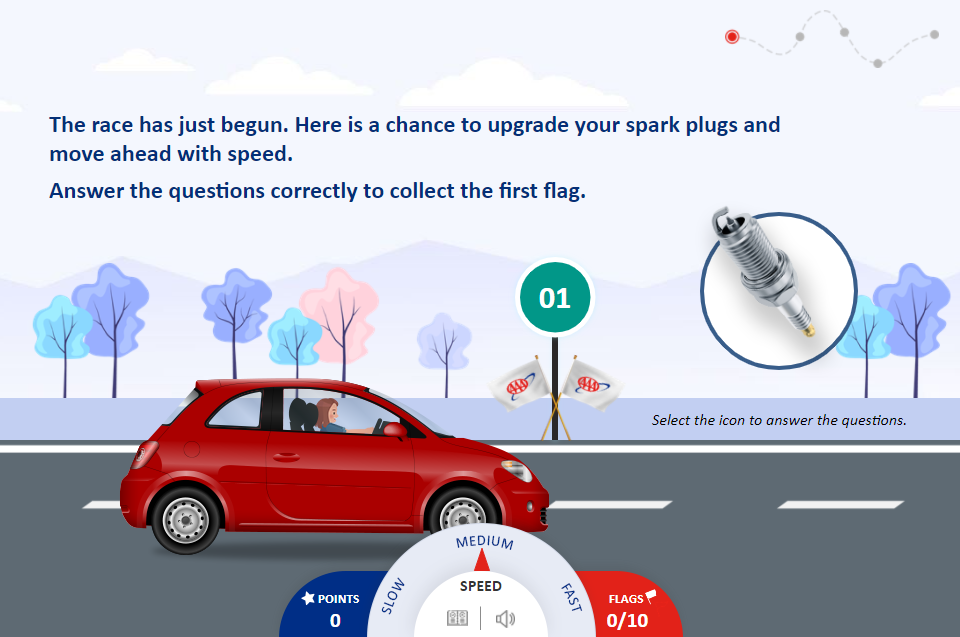 The race has just begun. Here is a chance to upgrade your spark plugs and
move ahead with speed.
Answer the questions correctly to collect the first flag.
01
Select the icon to answer the questions.
MEDIUM
SLOW
FAST
SPEED
POINTS
0
FLAGS
0/10